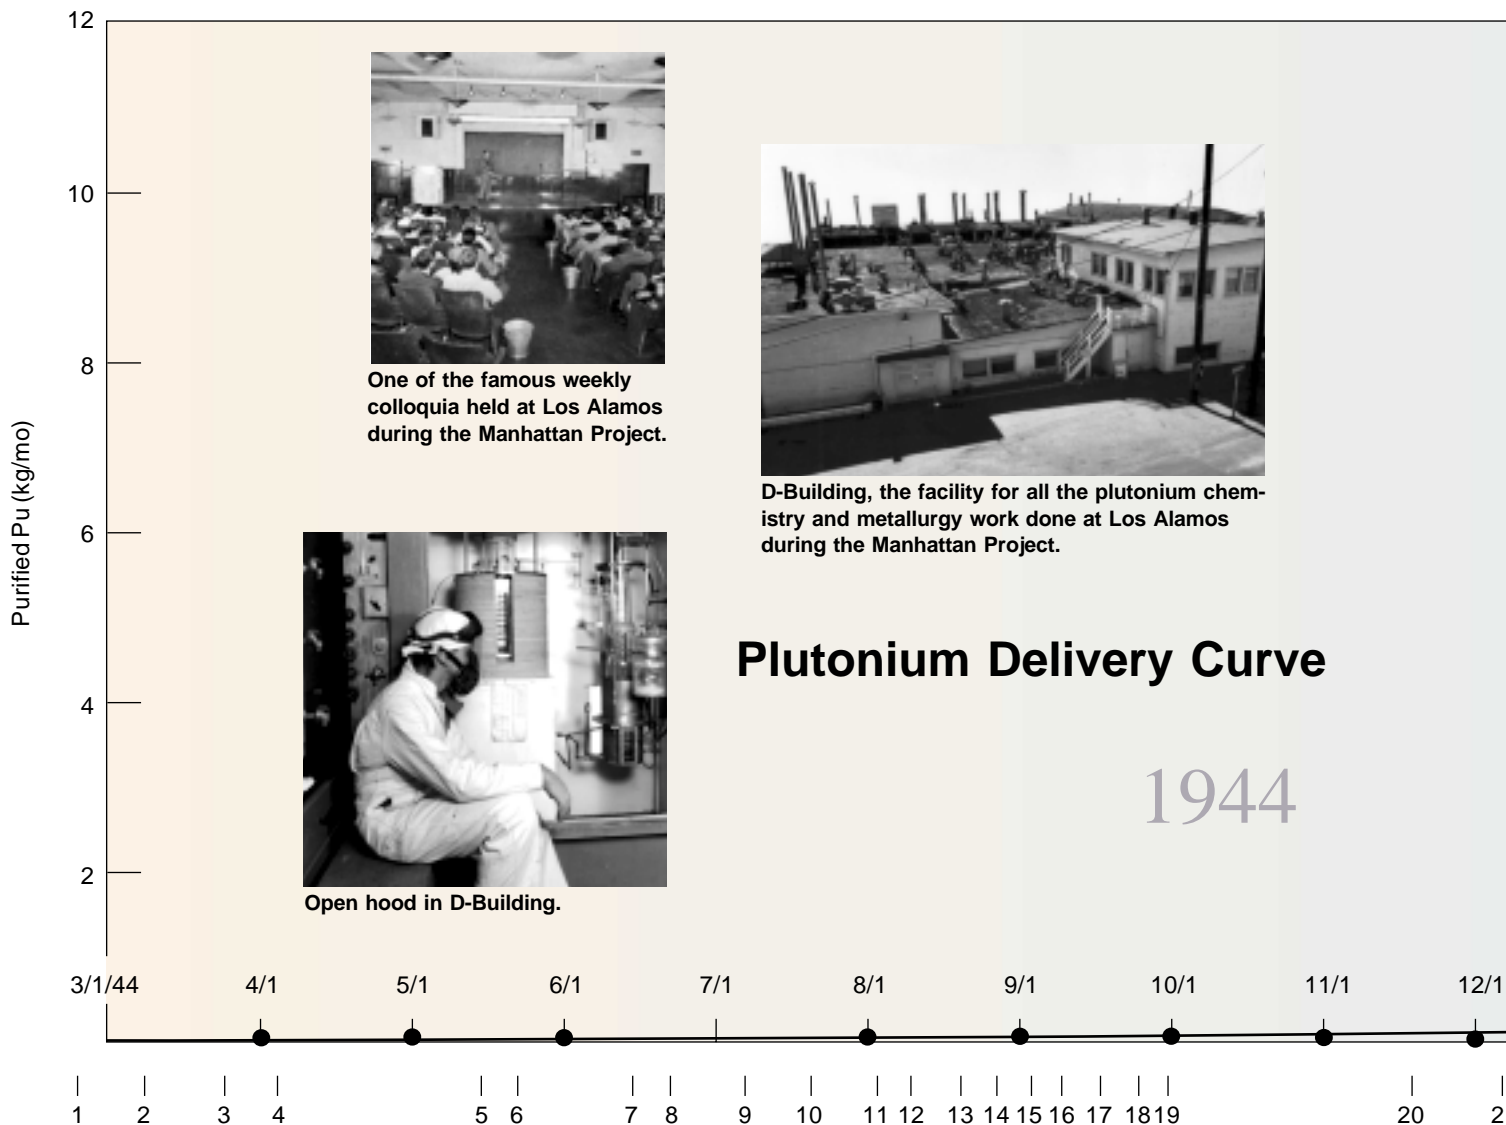 12
10
8
6
4
2
Purified Pu (kg/mo)
One of the famous weekly
colloquia held at Los Alamos
during the Manhattan Project.
D-Building, the facility for all the plutonium chem-
istry and metallurgy work done at Los Alamos
during the Manhattan Project.
Open hood in D-Building.
Plutonium Delivery Curve
1944
3/1/44 4/1 5/1 6/1 7/1 8/1 9/1 10/1 11/1 12/1
1 2 3 4 5 6 7 8 9 10 11 12 13 14 15 16 17 18 19 20 2